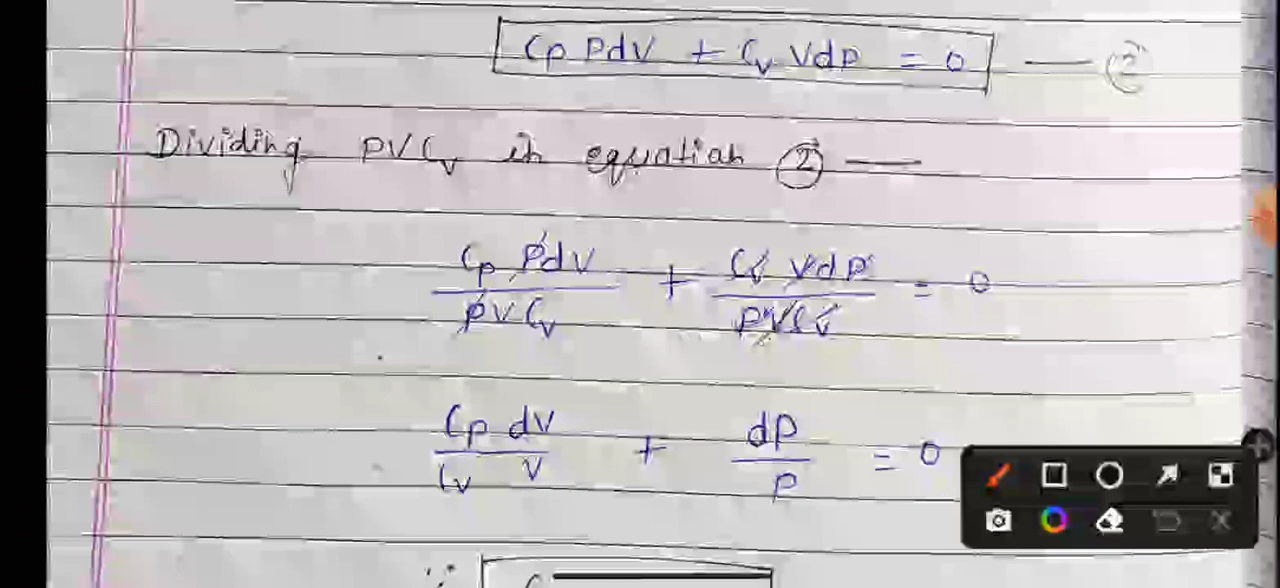 Cp PdV + Cv VdP = 0 — (2)
Dividing PVCv in equation (2) —
Cp PdV / PVCv + Cv VdP / PVCv = 0
Cp dV / Cv V + dP / P = 0
∵